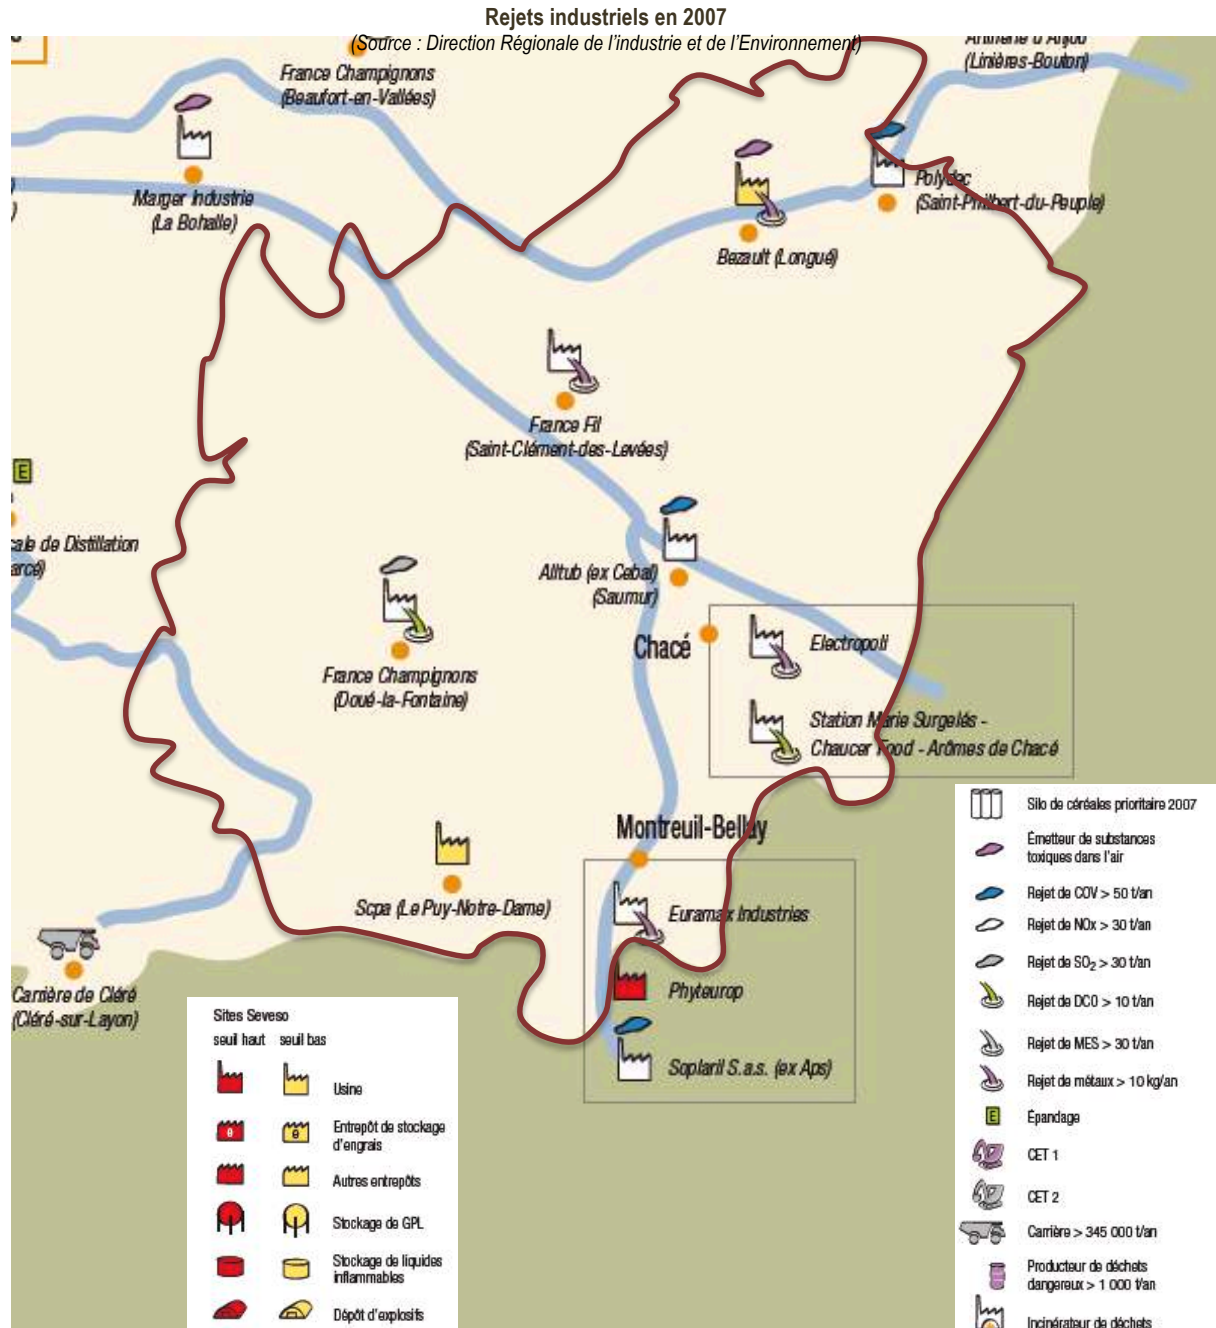 Rejets industriels en 2007
(Source : Direction Régionale de l'industrie et de l'Environnement)
(Linières-Bouton)
France Champignons
(Beaufort-en-Vallées)
Marger Industrie
(La Bohalle)
Polydec
(Saint-Philbert-du-Peuple)
Bezault (Longué)
France Fil
(Saint-Clément-des-Levées)
E
cale de Distillation
arcé)
Alltub (ex Cebal)
(Saumur)
Chacé
Electropoli
France Champignons
(Doué-la-Fontaine)
Station Marie Surgelés -
Chaucer Food - Arômes de Chacé
Montreuil-Bellay
Scpa (Le Puy-Notre-Dame)
Euramax Industries
Phyteurop
Soplaril S.a.s. (ex Aps)
Carrière de Cléré
(Cléré-sur-Layon)
Sites Seveso
seuil haut seuil bas
Usine
Entrepôt de stockage
d'engrais
Autres entrepôts
Stockage de GPL
Stockage de liquides
inflammables
Dépôt d'explosifs
Silo de céréales prioritaire 2007
Émetteur de substances
toxiques dans l'air
Rejet de COV > 50 t/an
Rejet de NOx > 30 t/an
Rejet de SO2 > 30 t/an
Rejet de DCO > 10 t/an
Rejet de MES > 30 t/an
Rejet de métaux > 10 kg/an
E Épandage
CET 1
CET 2
Carrière > 345 000 t/an
Producteur de déchets
dangereux > 1 000 t/an
Incinérateur de déchets